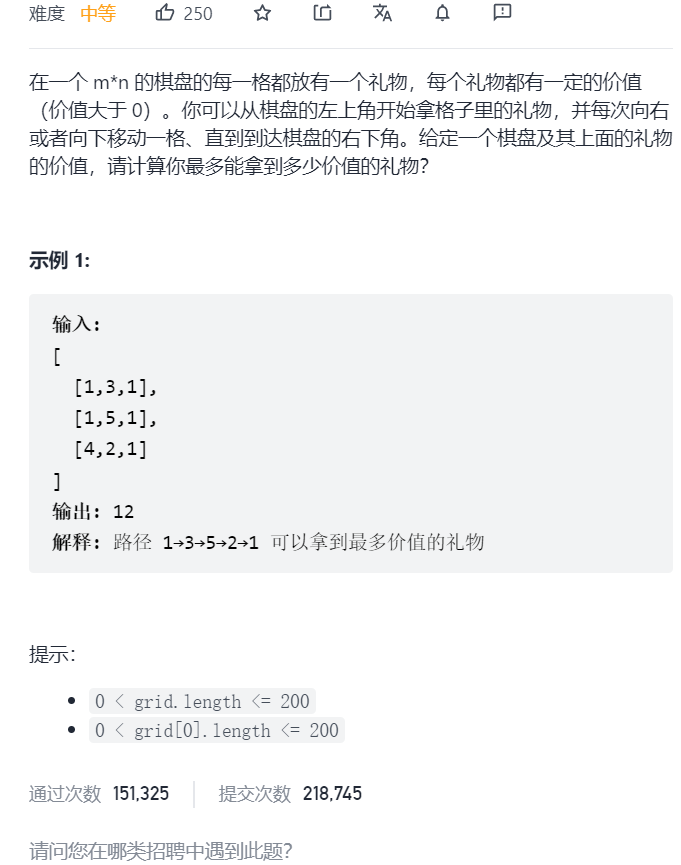 难度 中等 250
在一个 m*n 的棋盘的每一格都放有一个礼物，每个礼物都有一定的价值
（价值大于 0）。你可以从棋盘的左上角开始拿格子里的礼物，并每次向右
或者向下移动一格、直到到达棋盘的右下角。给定一个棋盘及其上面的礼物
的价值，请计算你最多能拿到多少价值的礼物？
示例 1:
输入:
[
[1,3,1],
[1,5,1],
[4,2,1]
]
输出: 12
解释: 路径 1→3→5→2→1 可以拿到最多价值的礼物
提示：
0 < grid.length <= 200
0 < grid[0].length <= 200
通过次数 151,325 提交次数 218,745
请问您在哪类招聘中遇到此题？